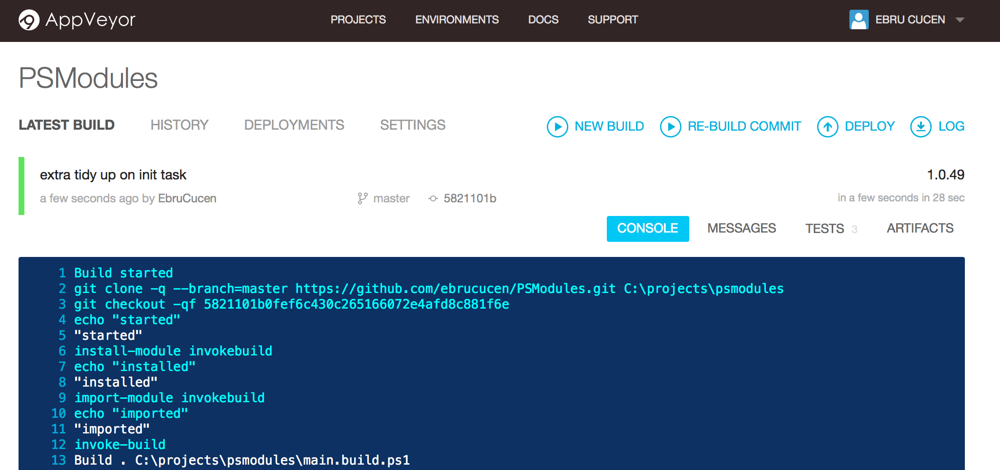 AppVeyor
PROJECTS ENVIRONMENTS DOCS SUPPORT
EBRU CUCEN
PSModules
LATEST BUILD HISTORY DEPLOYMENTS SETTINGS
NEW BUILD RE-BUILD COMMIT DEPLOY LOG
extra tidy up on init task
1.0.49
a few seconds ago by EbruCucen
master 5821101b
in a few seconds in 28 sec
CONSOLE MESSAGES TESTS 3 ARTIFACTS
1 Build started
2 git clone -q --branch=master https://github.com/ebrucucen/PSModules.git C:\projects\psmodules
3 git checkout -qf 5821101b0fef6c430c265166072e4afd8c881f6e
4 echo "started"
5 "started"
6 install-module invokebuild
7 echo "installed"
8 "installed"
9 import-module invokebuild
10 echo "imported"
11 "imported"
12 invoke-build
13 Build . C:\projects\psmodules\main.build.ps1